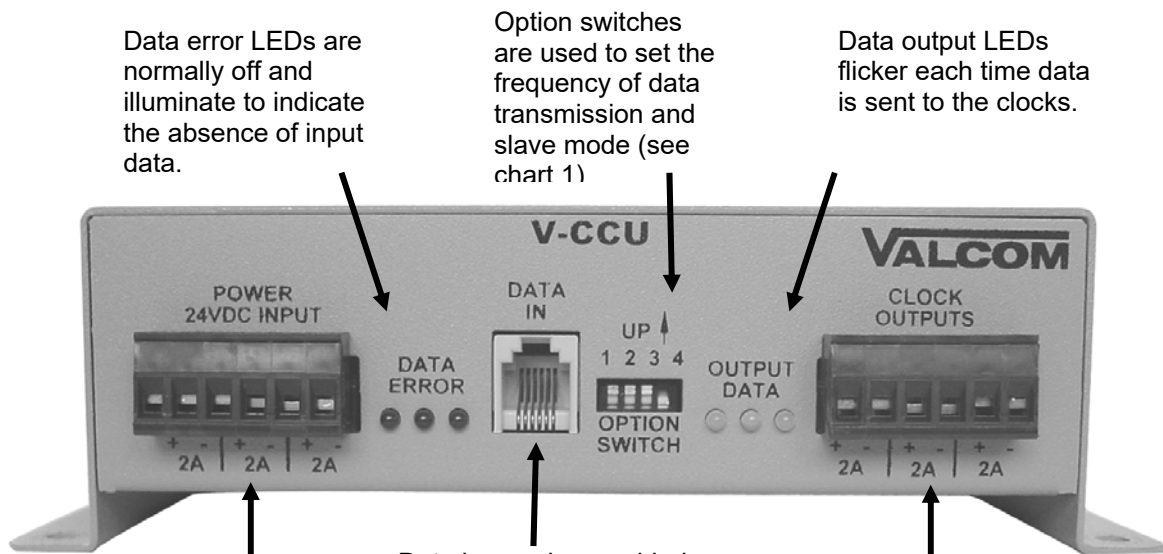 Data error LEDs are
normally off and
illuminate to indicate
the absence of input
data.
Option switches
are used to set the
frequency of data
transmission and
slave mode (see
chart 1)
Data output LEDs
flicker each time data
is sent to the clocks.
V-CCU
VALCOM
POWER
24VDC INPUT
DATA
IN
UP
1 2 3 4
CLOCK
OUTPUTS
DATA
ERROR
OPTION
SWITCH
OUTPUT
DATA
+ - + - + -
2A 2A 2A
+ - + - + -
2A 2A 2A